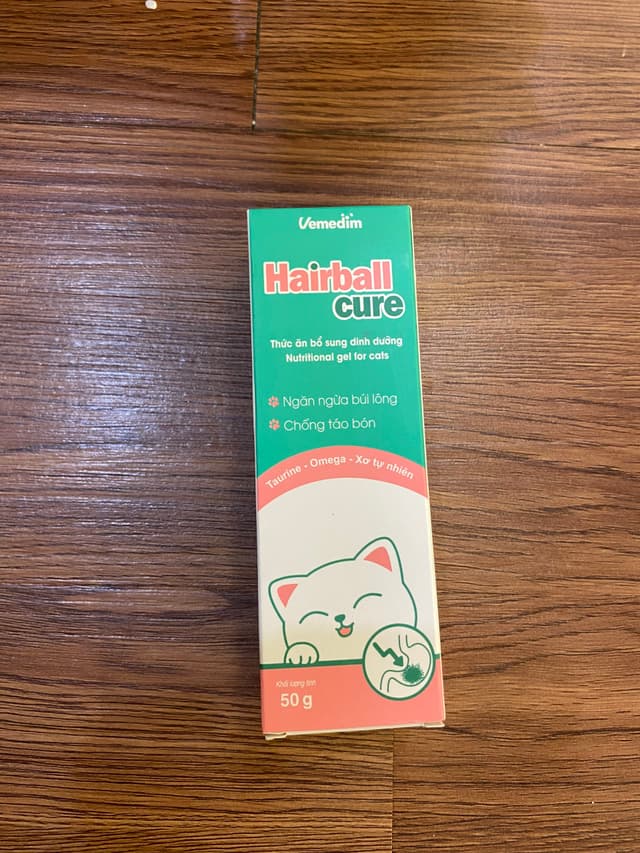 Vemedim
Hairball
cure
Thức ăn bổ sung dinh dưỡng
Nutritional gel for cats
Ngăn ngừa búi lông
Chống táo bón
Taurine - Omega - Xơ tự nhiên
Khối lượng tịnh
50 g